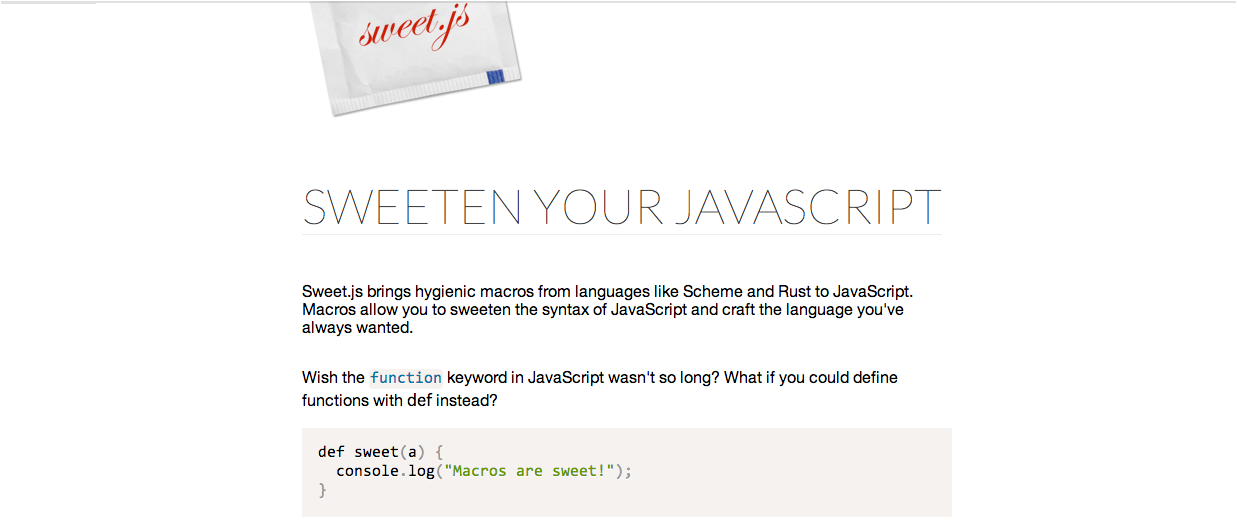 sweet.js
SWEETEN YOUR JAVASCRIPT
Sweet.js brings hygienic macros from languages like Scheme and Rust to JavaScript.
Macros allow you to sweeten the syntax of JavaScript and craft the language you've
always wanted.
Wish the function keyword in JavaScript wasn't so long? What if you could define
functions with def instead?
def sweet(a) {
  console.log("Macros are sweet!");
}